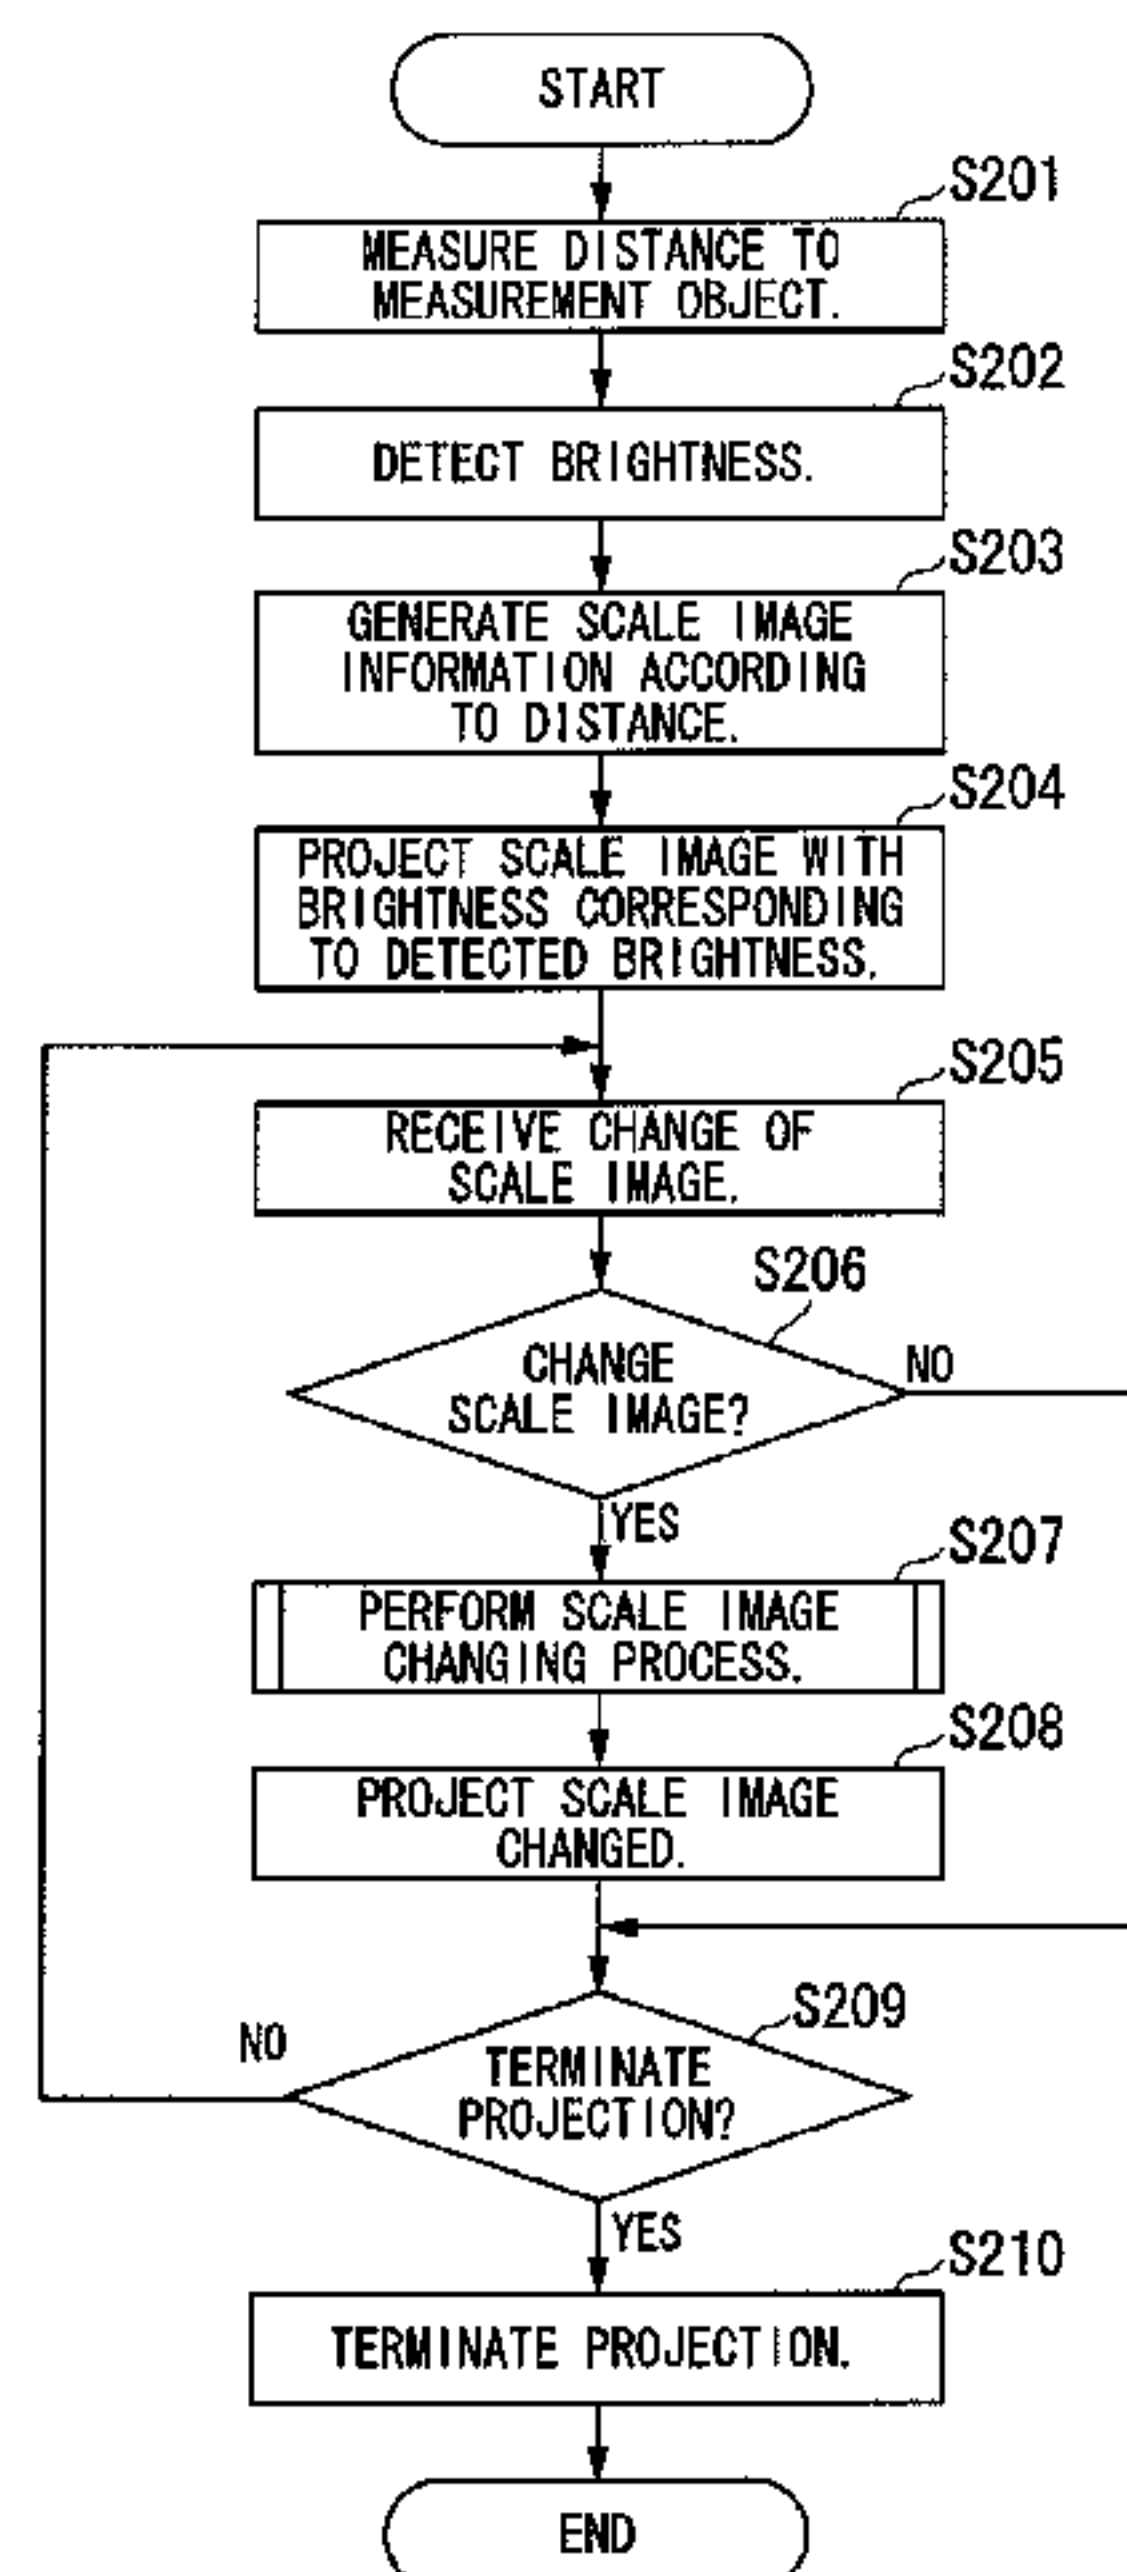 START
S201
MEASURE DISTANCE TO
MEASUREMENT OBJECT.
S202
DETECT BRIGHTNESS.
S203
GENERATE SCALE IMAGE
INFORMATION ACCORDING
TO DISTANCE.
S204
PROJECT SCALE IMAGE WITH
BRIGHTNESS CORRESPONDING
TO DETECTED BRIGHTNESS.
S205
RECEIVE CHANGE OF
SCALE IMAGE.
S206
CHANGE
SCALE IMAGE?
NO
YES
S207
PERFORM SCALE IMAGE
CHANGING PROCESS.
S208
PROJECT SCALE IMAGE
CHANGED.
S209
NO
TERMINATE
PROJECTION?
YES
S210
TERMINATE PROJECTION.
END